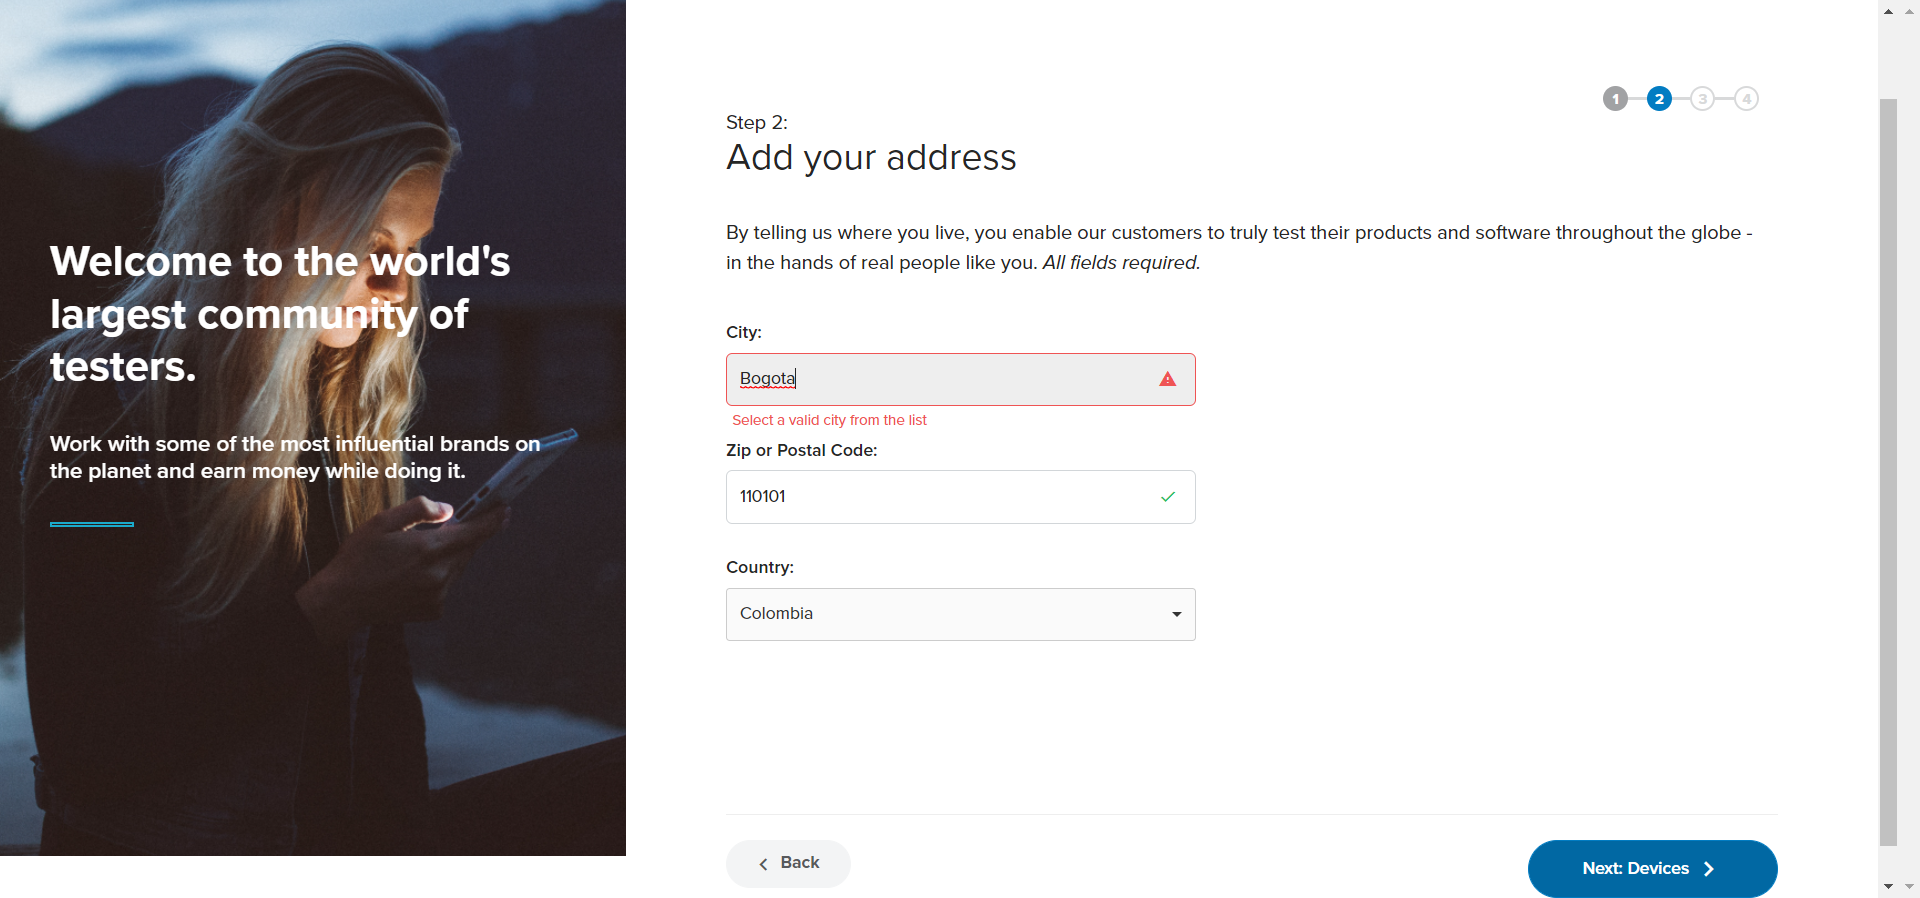 Welcome to the world's
largest community of
testers.
Work with some of the most influential brands on
the planet and earn money while doing it.
1 2 3 4
Step 2:
Add your address
By telling us where you live, you enable our customers to truly test their products and software throughout the globe -
in the hands of real people like you. All fields required.
City:
Bogota
Select a valid city from the list
Zip or Postal Code:
110101
Country:
Colombia
Back
Next: Devices